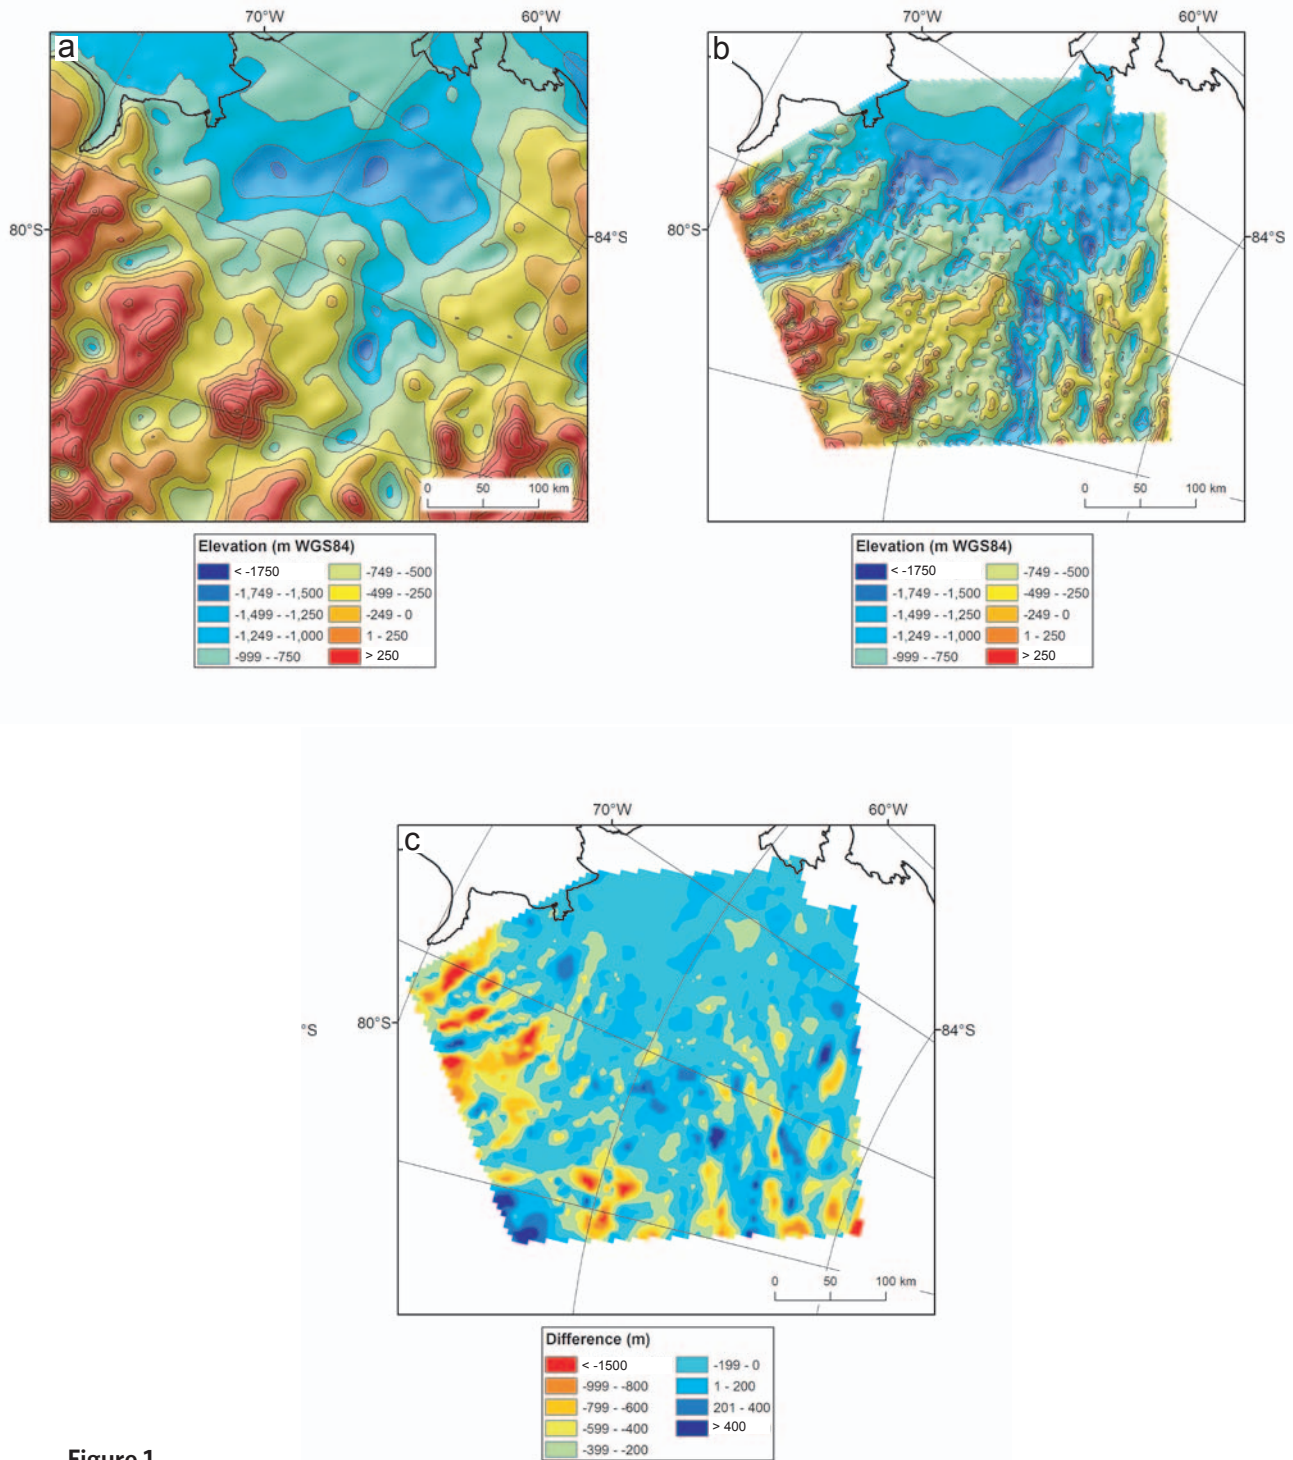 70°W 60°W
a
80°S 84°S
0 50 100 km
Elevation (m WGS84)
< -1750 -749 - -500
-1,749 - -1,500 -499 - -250
-1,499 - -1,250 -249 - 0
-1,249 - -1,000 1 - 250
-999 - -750 > 250
70°W 60°W
b
80°S 84°S
0 50 100 km
Elevation (m WGS84)
< -1750 -749 - -500
-1,749 - -1,500 -499 - -250
-1,499 - -1,250 -249 - 0
-1,249 - -1,000 1 - 250
-999 - -750 > 250
70°W 60°W
c
°S 80°S 84°S
0 50 100 km
Difference (m)
< -1500 -199 - 0
-999 - -800 1 - 200
-799 - -600 201 - 400
-599 - -400 > 400
-399 - -200
Figure 1